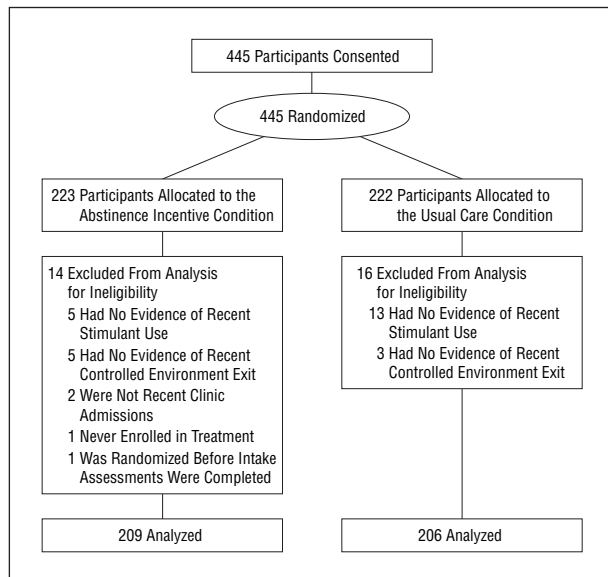 445 Participants Consented
445 Randomized
223 Participants Allocated to the
Abstinence Incentive Condition
222 Participants Allocated to
the Usual Care Condition
14 Excluded From Analysis
for Ineligibility
5 Had No Evidence of Recent
Stimulant Use
5 Had No Evidence of Recent
Controlled Environment Exit
2 Were Not Recent Clinic
Admissions
1 Never Enrolled in Treatment
1 Was Randomized Before Intake
Assessments Were Completed
16 Excluded From Analysis
for Ineligibility
13 Had No Evidence of Recent
Stimulant Use
3 Had No Evidence of Recent
Controlled Environment Exit
209 Analyzed
206 Analyzed